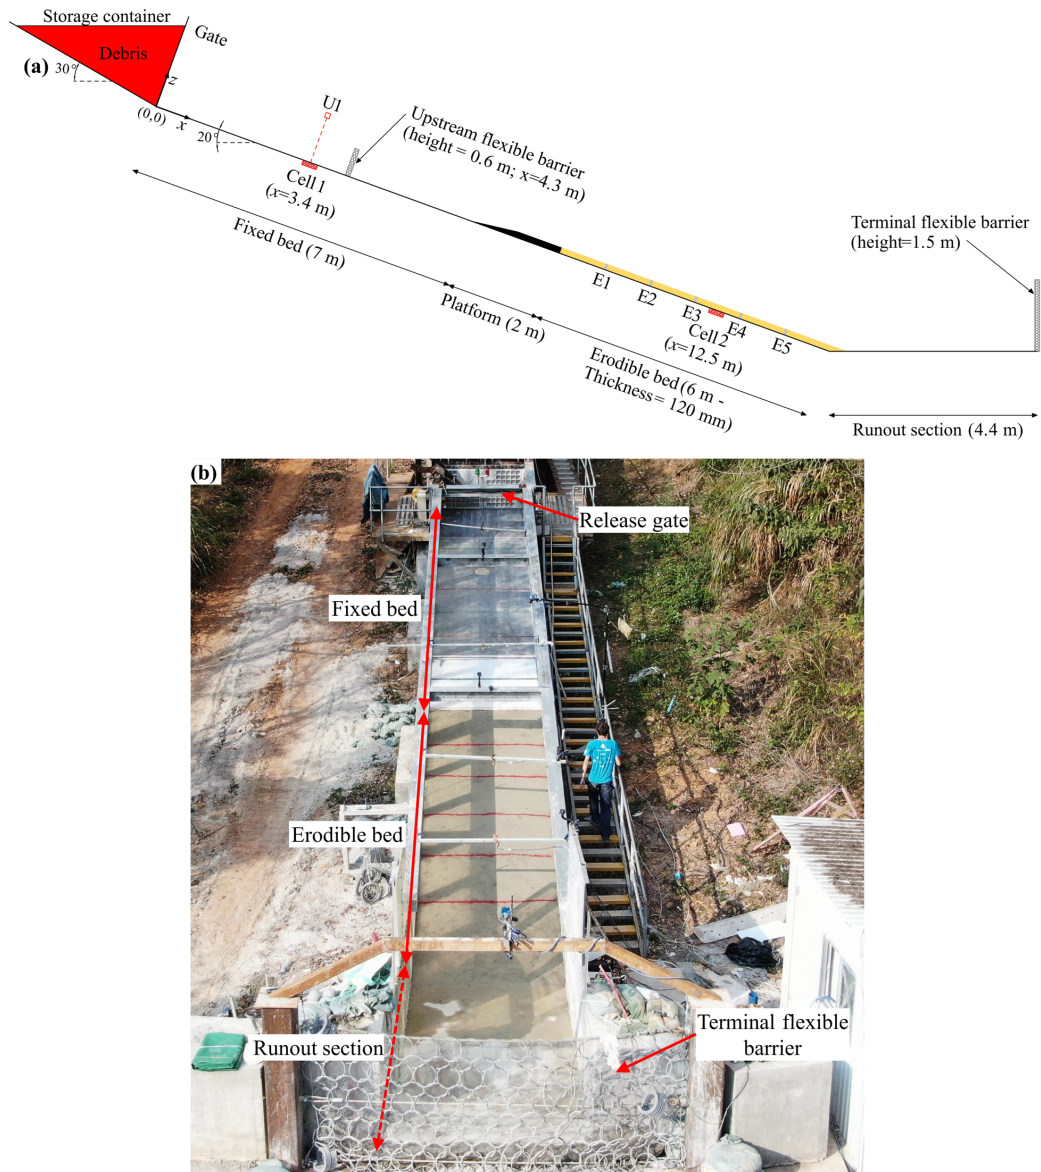 Storage container
Gate
Debris
(a)
30°
z
(0,0)
x
20°
U1
Upstream flexible barrier
(height = 0.6 m; x=4.3 m)
Cell 1
(x=3.4 m)
Fixed bed (7 m)
Platform (2 m)
E1
E2
E3
Cell 2
(x=12.5 m)
E4
E5
Erodible bed (6 m -
Thickness= 120 mm)
Terminal flexible barrier
(height=1.5 m)
Runout section (4.4 m)
(b)
Release gate
Fixed bed
Erodible bed
Runout section
Terminal flexible
barrier